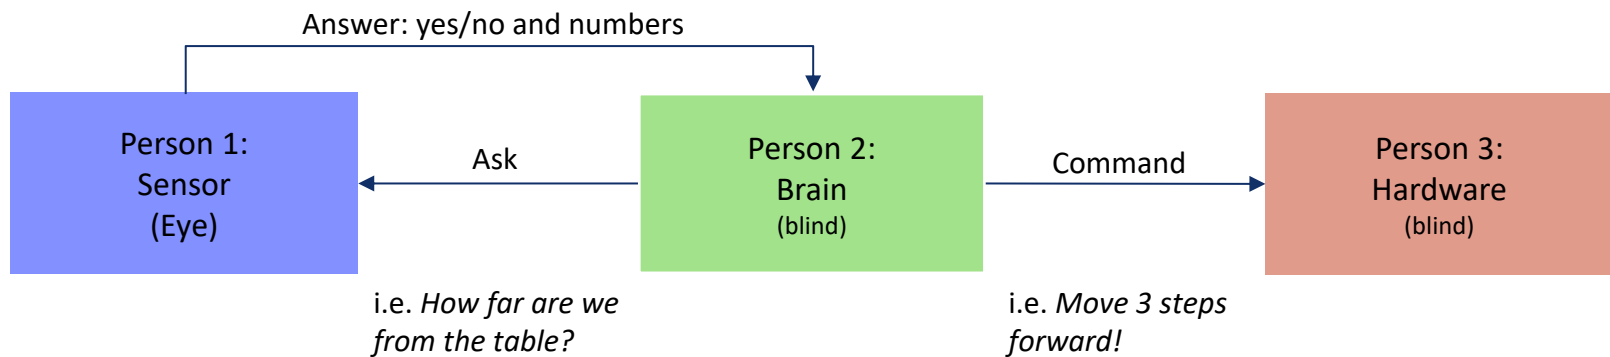 Answer: yes/no and numbers
Person 1:
Sensor
(Eye)
Ask
Person 2:
Brain
(blind)
Command
Person 3:
Hardware
(blind)
i.e. How far are we
from the table?
i.e. Move 3 steps
forward!